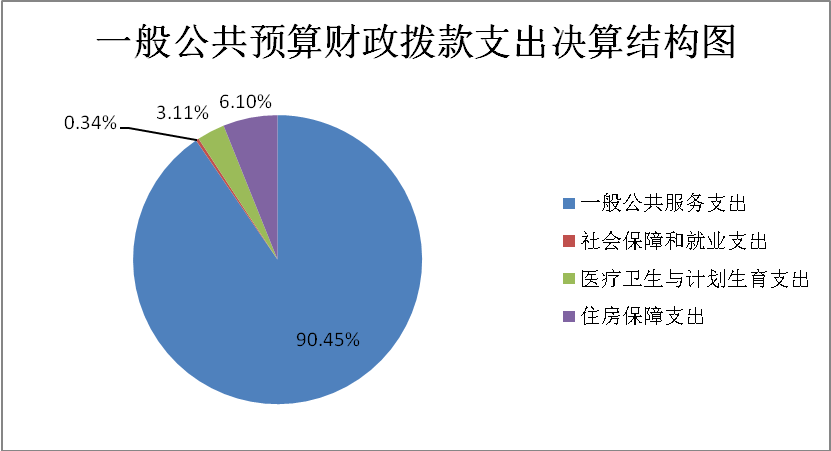 一般公共预算财政拨款支出决算结构图
6.10%
3.11%
0.34%
90.45%
一般公共服务支出
社会保障和就业支出
医疗卫生与计划生育支出
住房保障支出